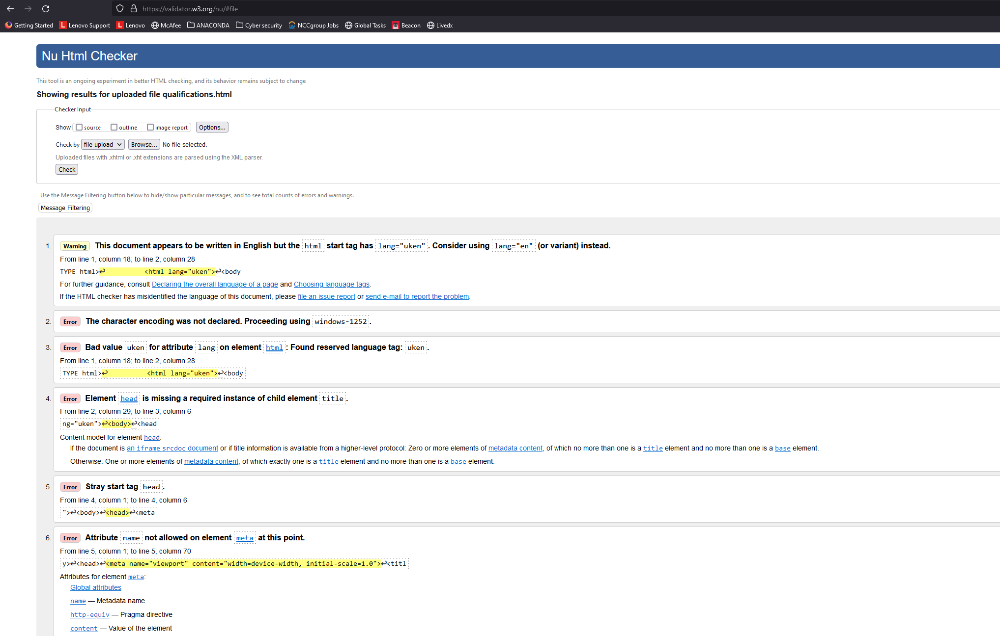 https://validator.w3.org/nu/#file
Getting Started Lenovo Support Lenovo McAfee ANACONDA Cyber security NCCgroup Jobs Global Tasks Beacon Livedx
Nu Html Checker
This tool is an ongoing experiment in better HTML checking, and its behavior remains subject to change
Showing results for uploaded file qualifications.html
Checker Input
Show source outline image report Options...
Check by file upload Browse... No file selected.
Uploaded files with .xhtml or .xht extensions are parsed using the XML parser.
Check
Use the Message Filtering button below to hide/show particular messages, and to see total counts of errors and warnings.
Message Filtering
1. Warning This document appears to be written in English but the html start tag has lang="uken". Consider using lang="en" (or variant) instead.
From line 1, column 18; to line 2, column 28
TYPE html>↩ <html lang="uken">↩<body
For further guidance, consult Declaring the overall language of a page and Choosing language tags.
If the HTML checker has misidentified the language of this document, please file an issue report or send e-mail to report the problem.
2. Error The character encoding was not declared. Proceeding using windows-1252.
3. Error Bad value uken for attribute lang on element html: Found reserved language tag: uken.
From line 1, column 18; to line 2, column 28
TYPE html>↩ <html lang="uken">↩<body
4. Error Element head is missing a required instance of child element title.
From line 2, column 29; to line 3, column 6
ng="uken">↩<body>↩<head
Content model for element head:
If the document is an iframe srcdoc document or if title information is available from a higher-level protocol: Zero or more elements of metadata content, of which no more than one is a title element and no more than one is a base element.
Otherwise: One or more elements of metadata content, of which exactly one is a title element and no more than one is a base element.
5. Error Stray start tag head.
From line 4, column 1; to line 4, column 6
">↩<body>↩<head>↩<meta
6. Error Attribute name not allowed on element meta at this point.
From line 5, column 1; to line 5, column 70
y>↩<head>↩<meta name="viewport" content="width=device-width, initial-scale=1.0">↩<titl
Attributes for element meta:
Global attributes
name — Metadata name
http-equiv — Pragma directive
content — Value of the element